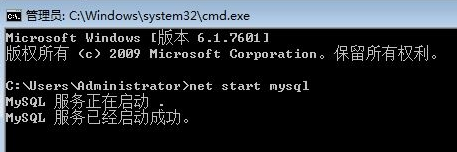 管理员: C:\Windows\system32\cmd.exe
Microsoft Windows [版本 6.1.7601]
版权所有 (c) 2009 Microsoft Corporation。保留所有权利。
C:\Users\Administrator>net start mysql
MySQL 服务正在启动 .
MySQL 服务已经启动成功。